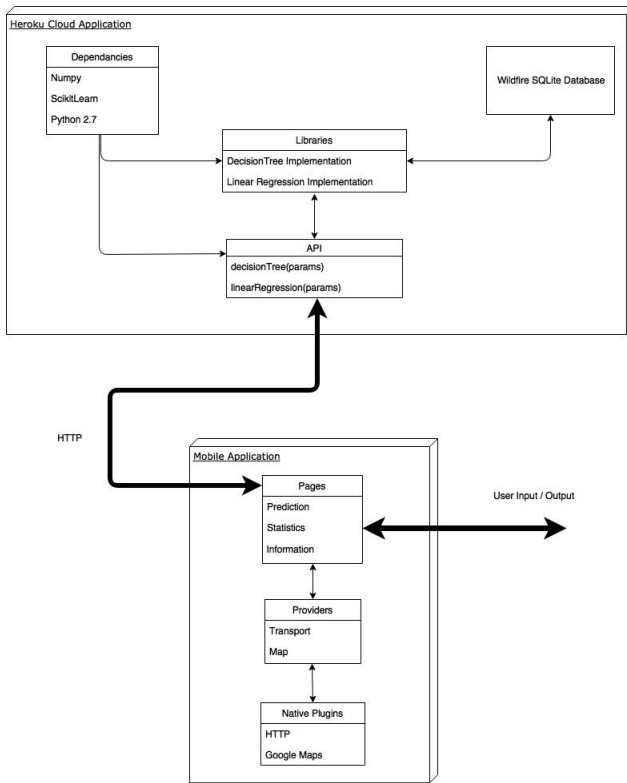 Heroku Cloud Application
Dependancies
Numpy
ScikitLearn
Python 2.7
Wildfire SQLite Database
Libraries
DecisionTree Implementation
Linear Regression Implementation
API
decisionTree(params)
linearRegression(params)
HTTP
Mobile Application
Pages
Prediction
Statistics
Information
User Input / Output
Providers
Transport
Map
Native Plugins
HTTP
Google Maps